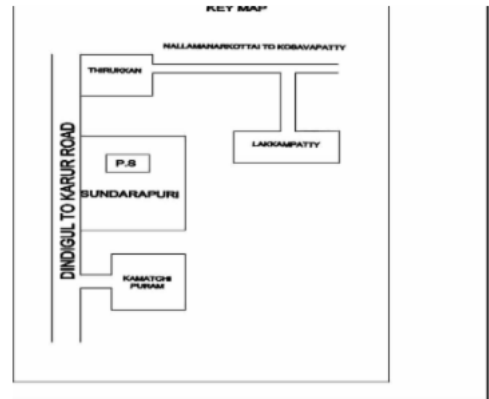 KEY MAP
NALLAMANARKOTTAI TO KOBAVAPATTY
THIRUKKAN
LAKKAMPATTY
P.S
SUNDARAPURI
DINDIGUL TO KARUR ROAD
KAMATCHI
PURAM